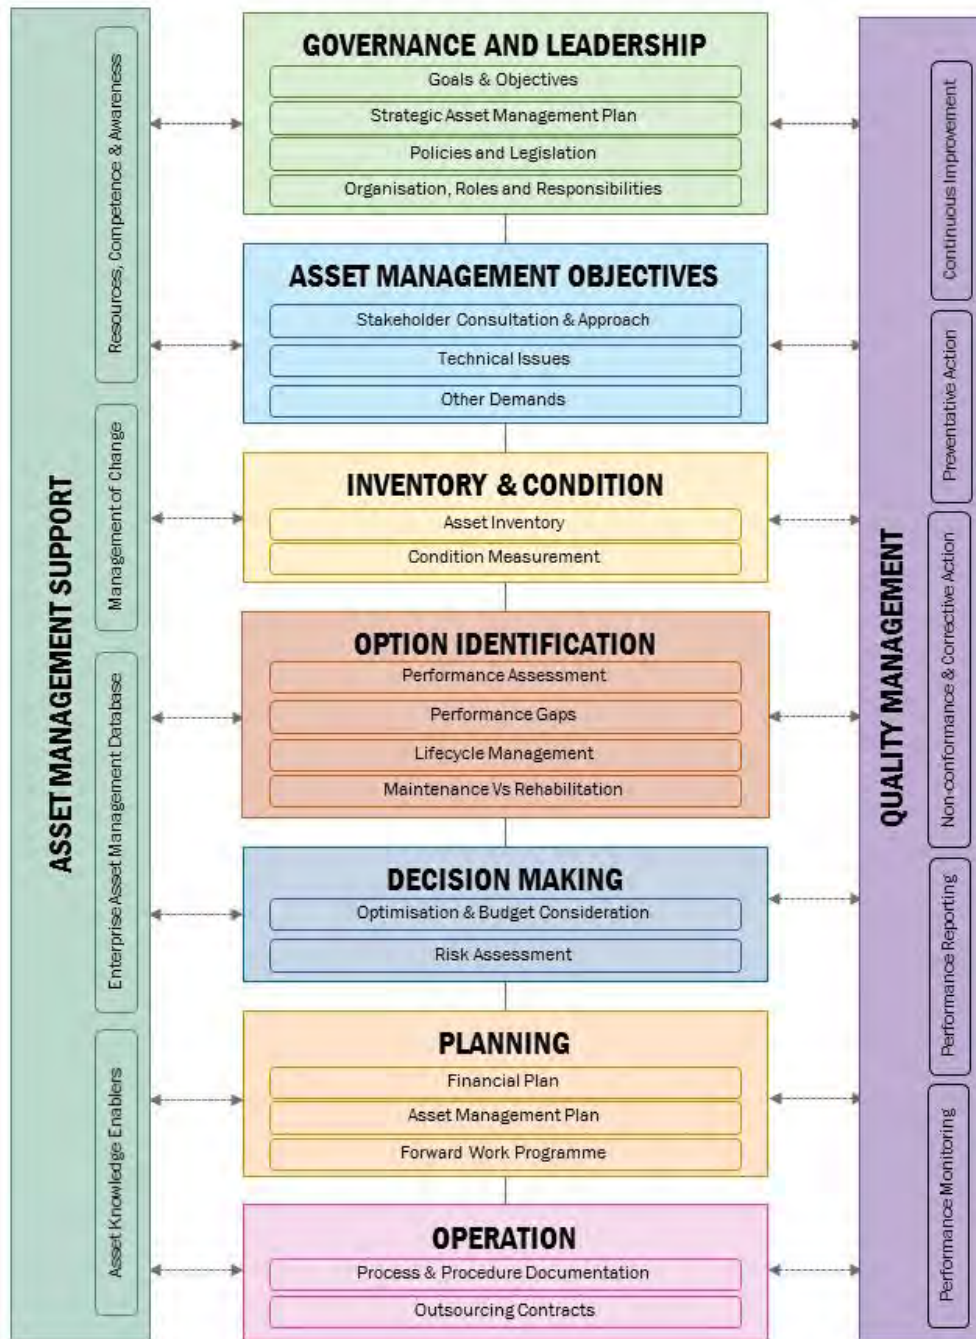 ASSET MANAGEMENT SUPPORT
Resources, Competence & Awareness
Management of Change
Enterprise Asset Management Database
Asset Knowledge Enablers
GOVERNANCE AND LEADERSHIP
Goals & Objectives
Strategic Asset Management Plan
Policies and Legislation
Organisation, Roles and Responsibilities
ASSET MANAGEMENT OBJECTIVES
Stakeholder Consultation & Approach
Technical Issues
Other Demands
INVENTORY & CONDITION
Asset Inventory
Condition Measurement
OPTION IDENTIFICATION
Performance Assessment
Performance Gaps
Lifecycle Management
Maintenance Vs Rehabilitation
DECISION MAKING
Optimisation & Budget Consideration
Risk Assessment
PLANNING
Financial Plan
Asset Management Plan
Forward Work Programme
OPERATION
Process & Procedure Documentation
Outsourcing Contracts
QUALITY MANAGEMENT
Continuous Improvement
Preventative Action
Non-conformance & Corrective Action
Performance Reporting
Performance Monitoring